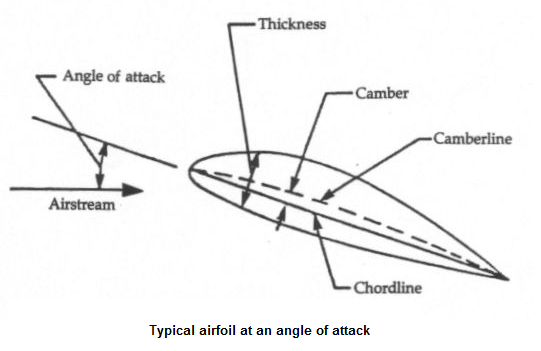 Thickness
Angle of attack
Camber
Camberline
Airstream
Chordline
Typical airfoil at an angle of attack